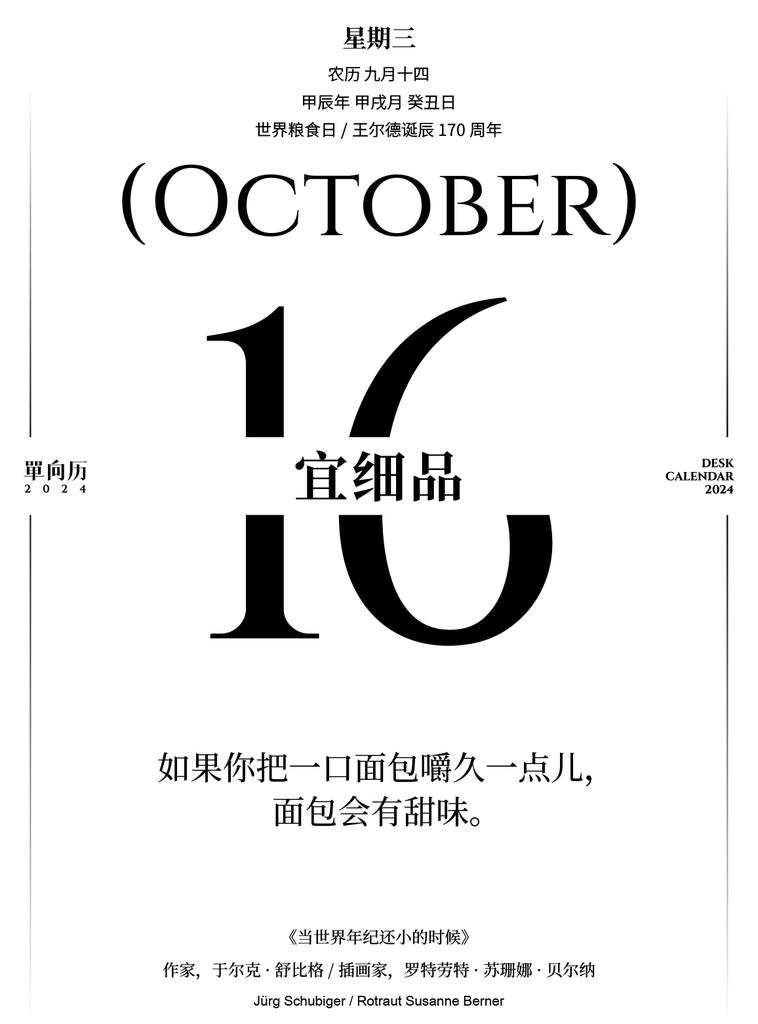 星期三
农历 九月十四
甲辰年 甲戌月 癸丑日
世界粮食日 / 王尔德诞辰 170 周年
(OCTOBER)
16
單向历
2024
宜细品
DESK
CALENDAR
2024
如果你把一口面包嚼久一点儿，
面包会有甜味。
《当世界年纪还小的时候》
作家，于尔克·舒比格 / 插画家，罗特劳特·苏珊娜·贝尔纳
Jürg Schubiger / Rotraut Susanne Berner